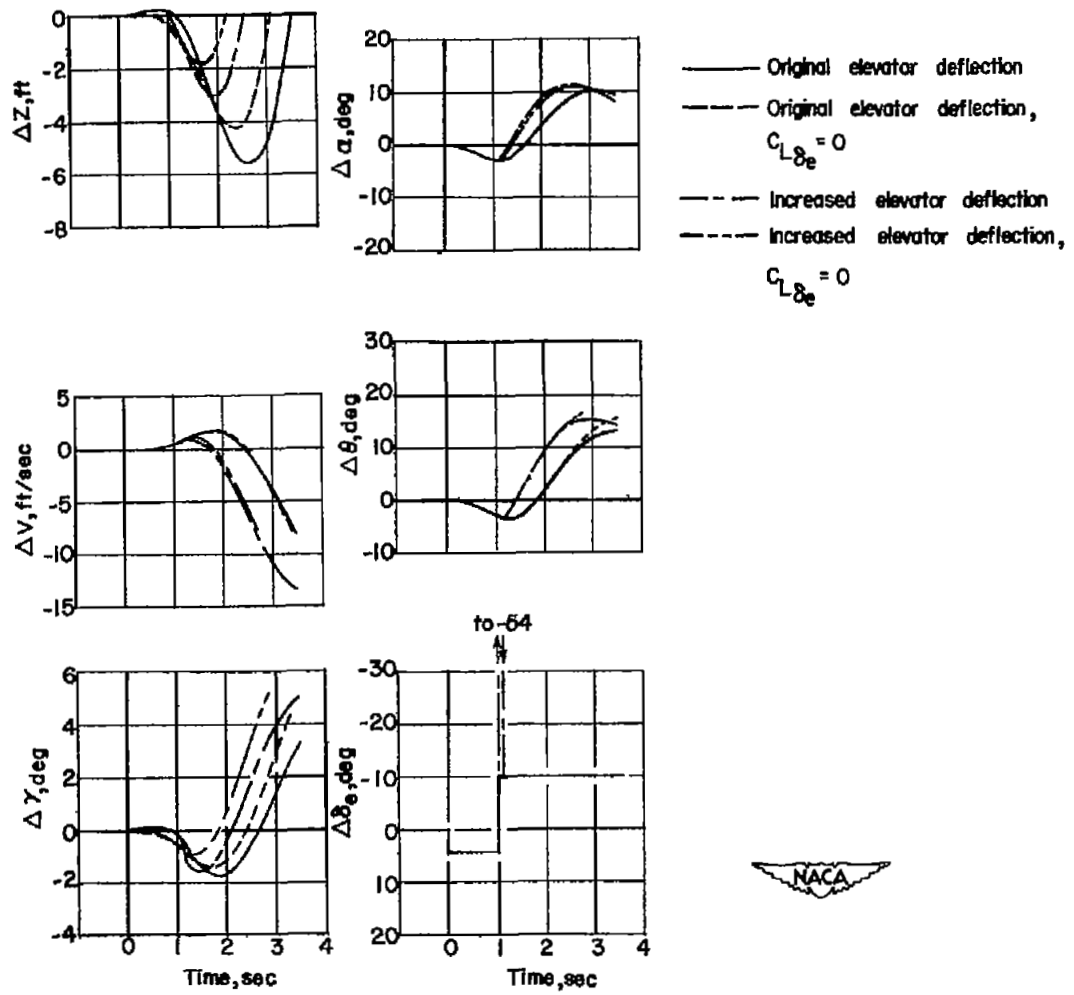 ΔZ,ft
0
-2
-4
-6
-8
Δα,deg
20
10
0
-10
-20
Original elevator deflection
Original elevator deflection,
C_Lδe = 0
Increased elevator deflection
Increased elevator deflection,
C_Lδe = 0
ΔV,ft/sec
5
0
-5
-10
-15
Δθ,deg
30
20
10
0
-10
Δγ,deg
6
4
2
0
-2
-4
0 1 2 3 4
Time,sec
to -54
Δδe,deg
-30
-20
-10
0
10
20
0 1 2 3 4
Time,sec
NACA